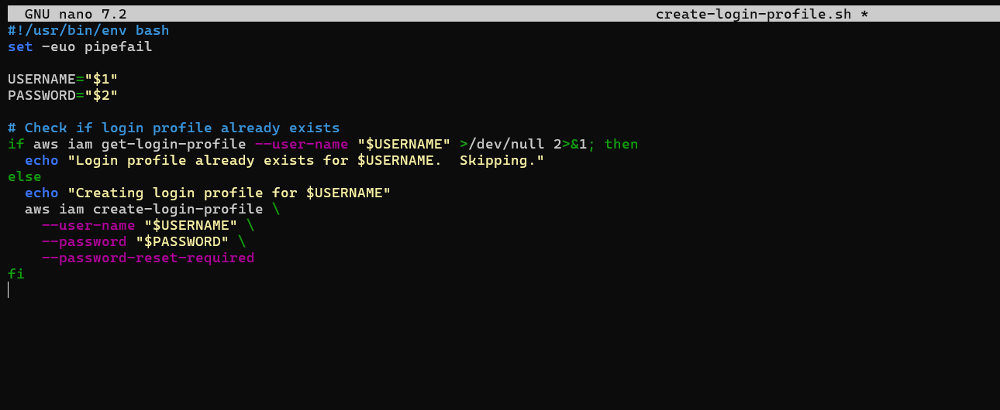 GNU nano 7.2 create-login-profile.sh *
#!/usr/bin/env bash
set -euo pipefail

USERNAME="$1"
PASSWORD="$2"

# Check if login profile already exists
if aws iam get-login-profile --user-name "$USERNAME" >/dev/null 2>&1; then
  echo "Login profile already exists for $USERNAME.  Skipping."
else
  echo "Creating login profile for $USERNAME"
  aws iam create-login-profile \
    --user-name "$USERNAME" \
    --password "$PASSWORD" \
    --password-reset-required
fi